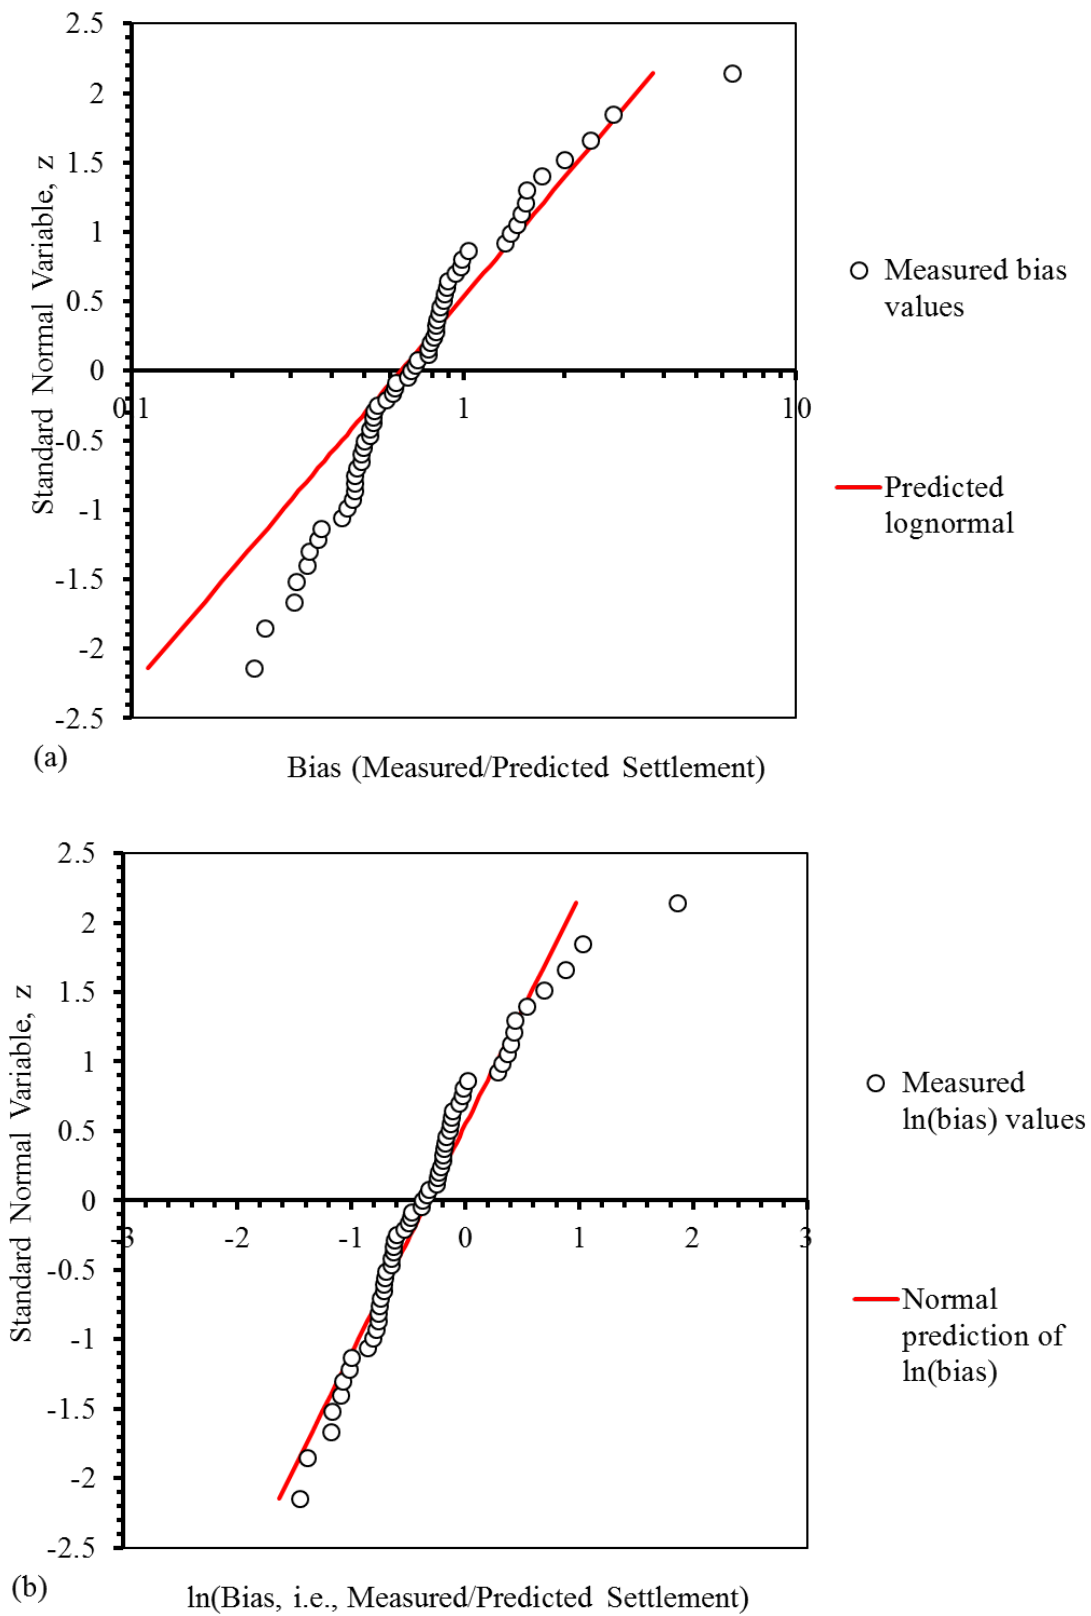 2.5
2
1.5
1
0.5
0
-0.5
-1
-1.5
-2
-2.5
Standard Normal Variable, z
0.1
1
10
Measured bias
values
Predicted
lognormal
(a)
Bias (Measured/Predicted Settlement)
2.5
2
1.5
1
0.5
0
-0.5
-1
-1.5
-2
-2.5
Standard Normal Variable, z
-3
-2
-1
0
1
2
3
Measured
ln(bias) values
Normal
prediction of
ln(bias)
(b)
ln(Bias, i.e., Measured/Predicted Settlement)